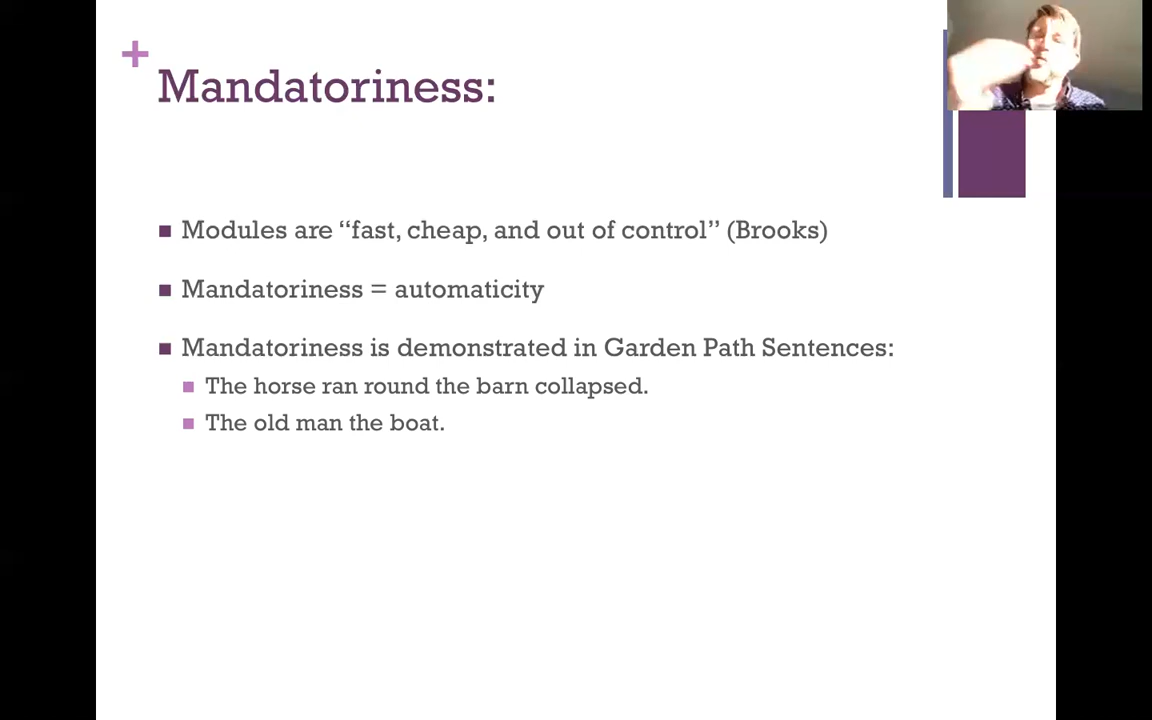 +
Mandatoriness:
Modules are “fast, cheap, and out of control” (Brooks)
Mandatoriness = automaticity
Mandatoriness is demonstrated in Garden Path Sentences:
The horse ran round the barn collapsed.
The old man the boat.